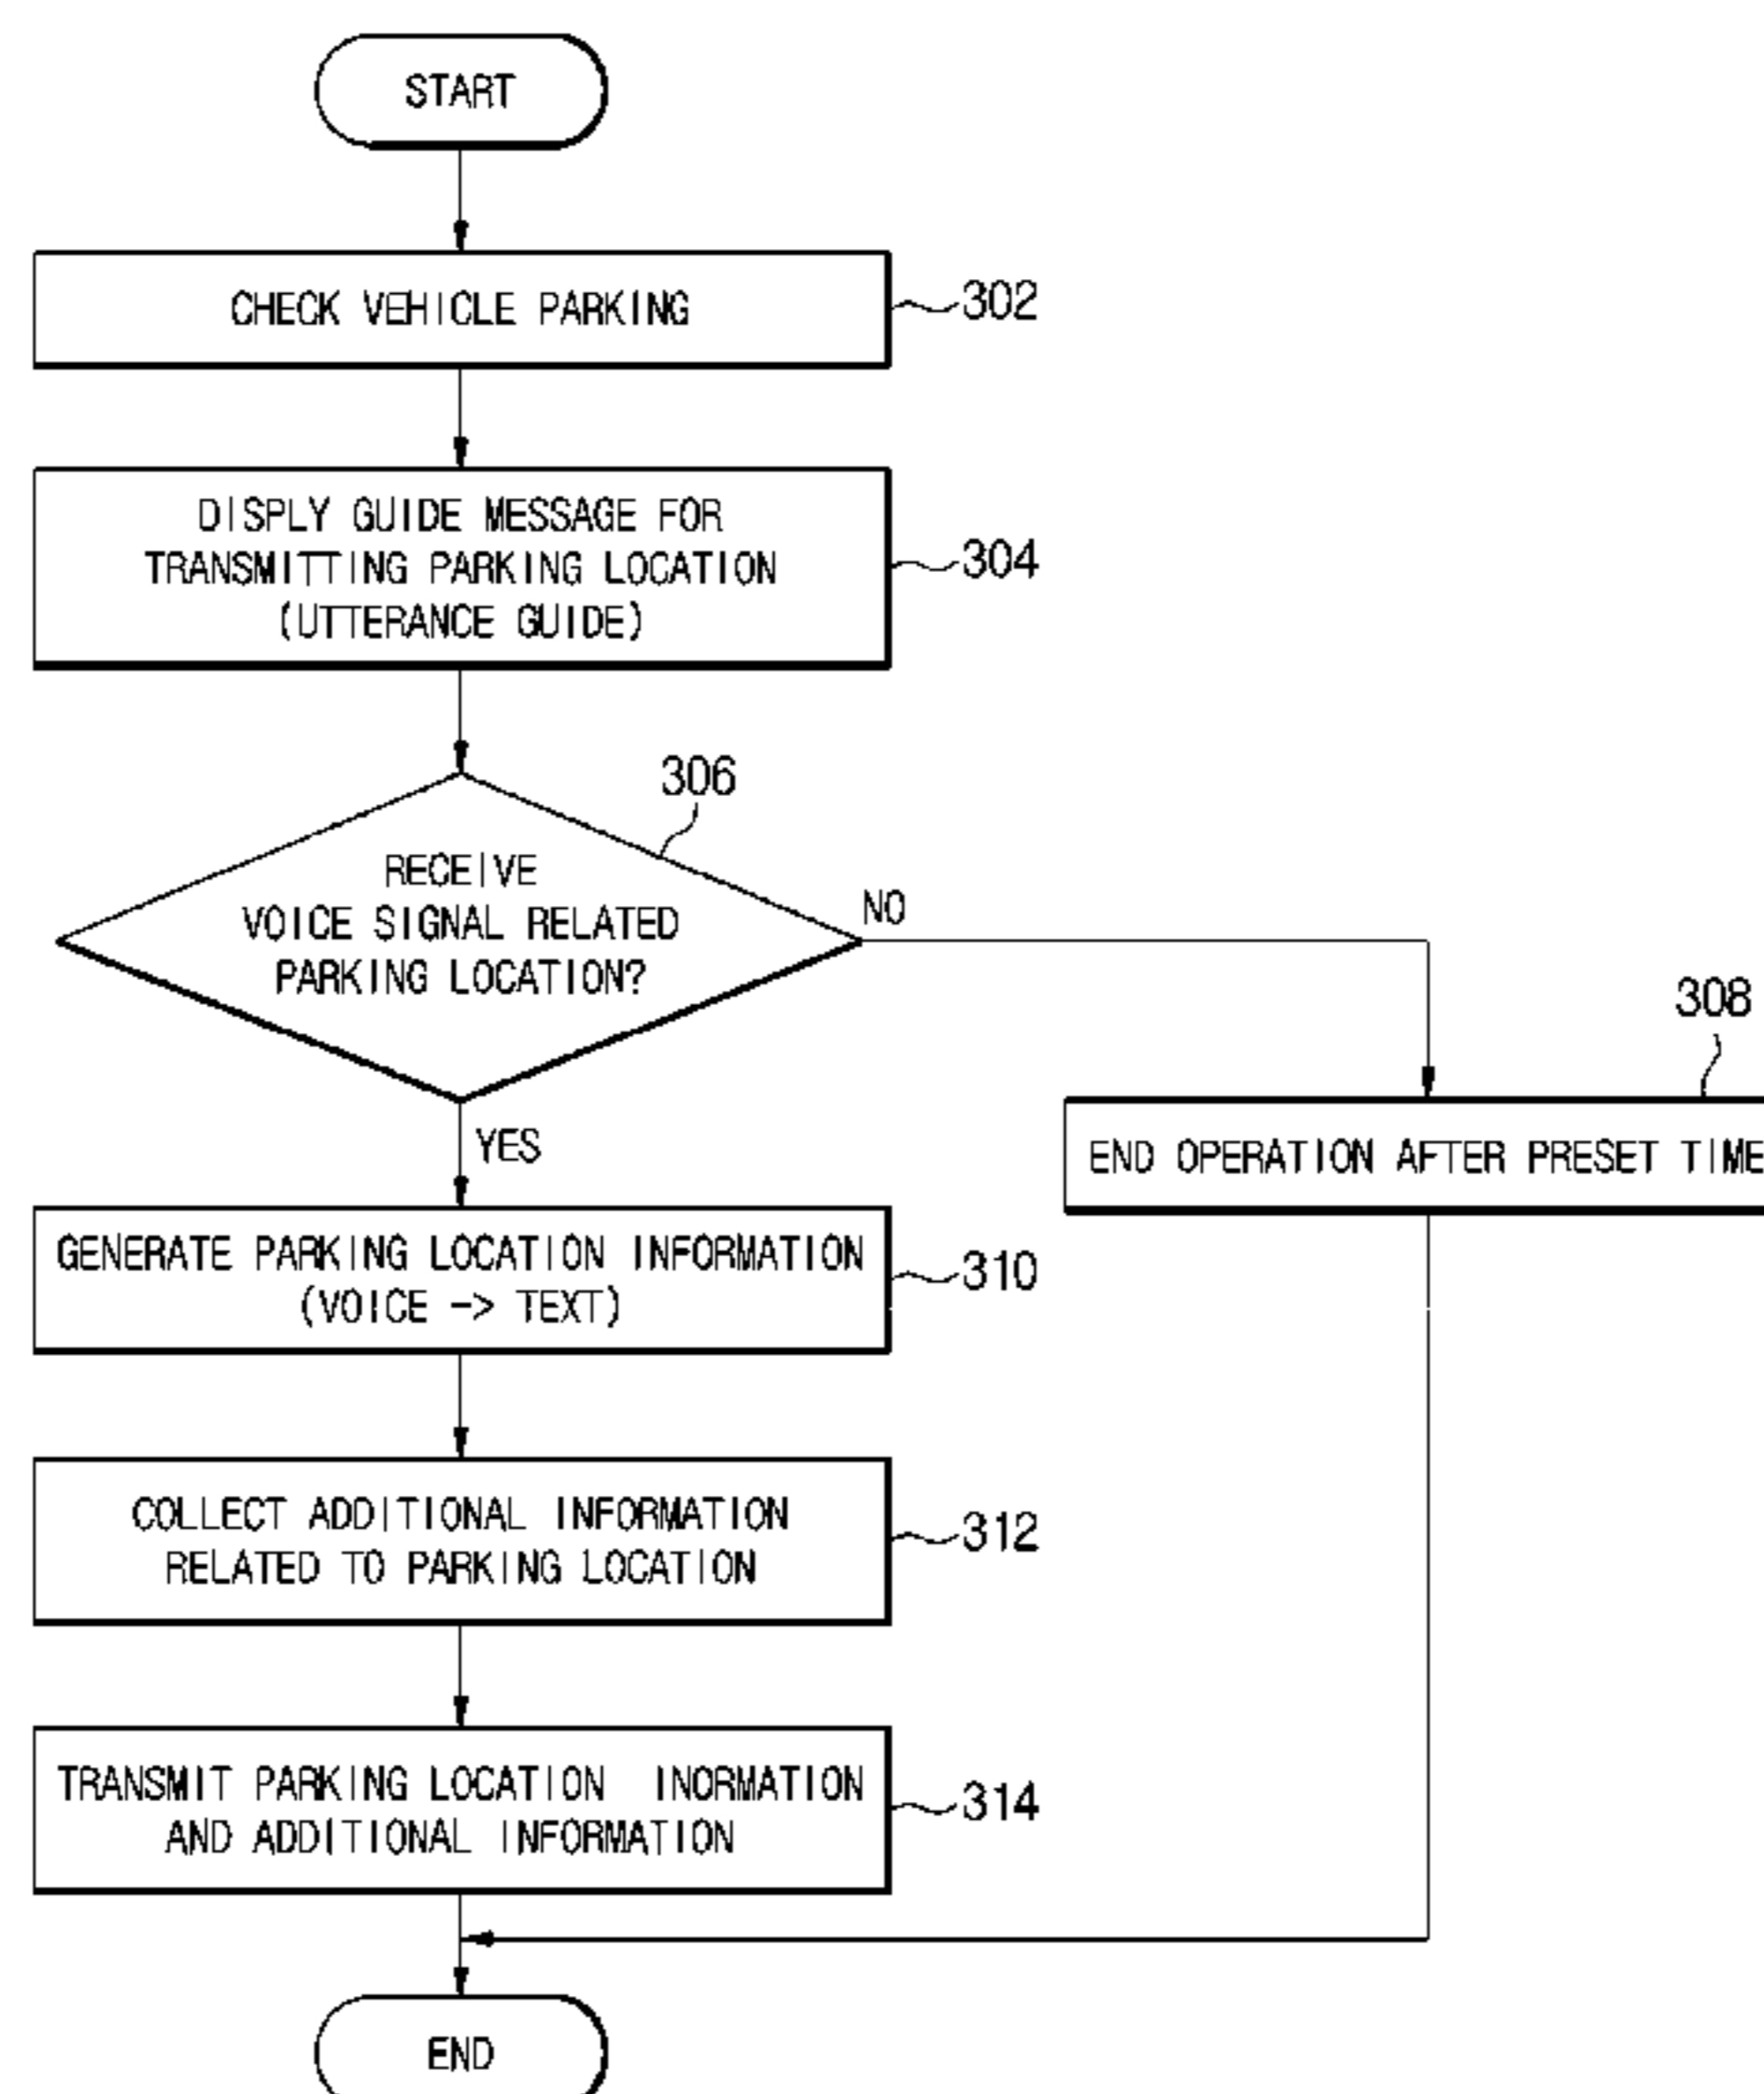 START
CHECK VEHICLE PARKING
302
DISPLY GUIDE MESSAGE FOR
TRANSMITTING PARKING LOCATION
(UTTERANCE GUIDE)
304
306
RECEIVE
VOICE SIGNAL RELATED
PARKING LOCATION?
NO
308
END OPERATION AFTER PRESET TIME
YES
GENERATE PARKING LOCATION INFORMATION
(VOICE -> TEXT)
310
COLLECT ADDITIONAL INFORMATION
RELATED TO PARKING LOCATION
312
TRANSMIT PARKING LOCATION INORMATION
AND ADDITIONAL INFORMATION
314
END